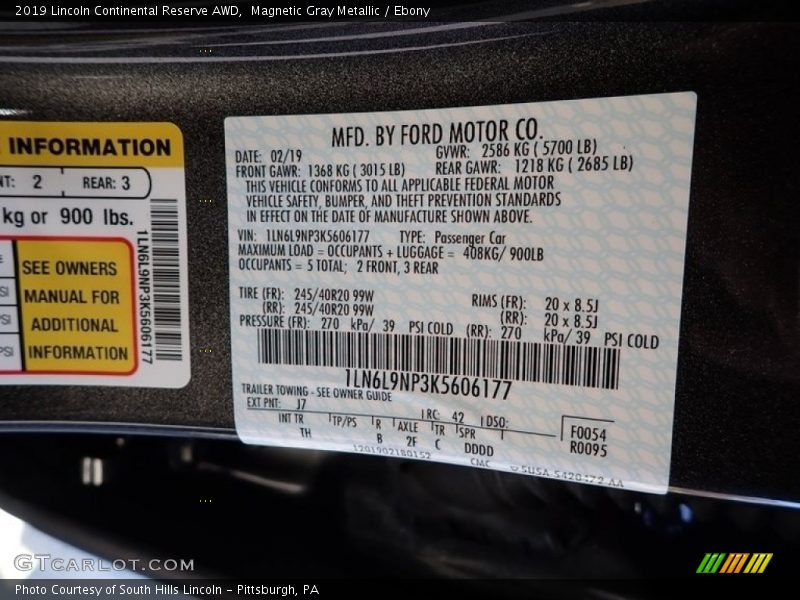 2019 Lincoln Continental Reserve AWD, Magnetic Gray Metallic / Ebony
INFORMATION
2 REAR: 3
kg or 900 lbs.
SEE OWNERS
MANUAL FOR
ADDITIONAL
INFORMATION
1LN6L9NP3K5606177
MFD. BY FORD MOTOR CO.
DATE: 02/19 GVWR: 2586 KG ( 5700 LB)
FRONT GAWR: 1368 KG ( 3015 LB) REAR GAWR: 1218 KG ( 2685 LB)
THIS VEHICLE CONFORMS TO ALL APPLICABLE FEDERAL MOTOR
VEHICLE SAFETY, BUMPER, AND THEFT PREVENTION STANDARDS
IN EFFECT ON THE DATE OF MANUFACTURE SHOWN ABOVE.
VIN: 1LN6L9NP3K5606177 TYPE: Passenger Car
MAXIMUM LOAD = OCCUPANTS + LUGGAGE = 408KG/ 900LB
OCCUPANTS = 5 TOTAL; 2 FRONT, 3 REAR
TIRE (FR): 245/40R20 99W RIMS (FR): 20 x 8.5J
(RR): 245/40R20 99W (RR): 20 x 8.5J
PRESSURE (FR): 270 kPa/ 39 PSI COLD (RR): 270 kPa/ 39 PSI COLD
1LN6L9NP3K5606177
TRAILER TOWING - SEE OWNER GUIDE
EXT PNT: J7 RC: 42 DSO:
INT TR TP/PS R AXLE TR SPR F0054
TH B 2F C DDDD R0095
1201902180152 CMC
GTCARLOT.COM
Photo Courtesy of South Hills Lincoln - Pittsburgh, PA